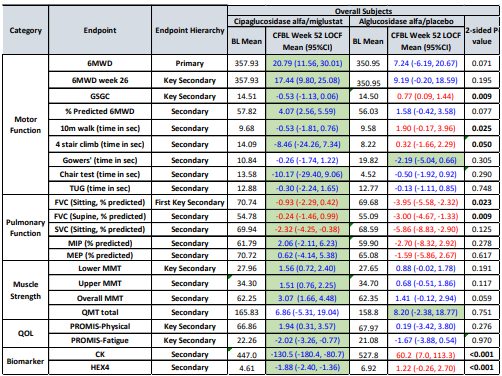 Overall Subjects
Category Endpoint Endpoint Hierarchy Cipaglucosidase alfa/miglustat Alglucosidase alfa/placebo 2-sided P value
BL Mean CFBL Week 52 LOCF Mean (95%CI) BL Mean CFBL Week 52 LOCF Mean (95%CI)
Motor Function
6MWD Primary 357.93 20.79 (11.56, 30.01) 350.95 7.24 (-6.19, 20.67) 0.071
6MWD week 26 Key Secondary 357.93 17.44 (9.80, 25.08) 350.95 9.19 (-0.20, 18.59) 0.195
GSGC Key Secondary 14.51 -0.53 (-1.13, 0.06) 14.50 0.77 (0.09, 1.44) 0.009
% Predicted 6MWD Secondary 57.82 4.07 (2.56, 5.59) 56.03 1.58 (-0.42, 3.58) 0.077
10m walk (time in sec) Secondary 9.68 -0.53 (-1.81, 0.76) 9.58 1.90 (-0.17, 3.96) 0.025
4 stair climb (time in sec) Secondary 14.09 -8.46 (-24.26, 7.34) 8.22 0.32 (-1.66, 2.29) 0.050
Gowers' (time in sec) Secondary 10.84 -0.26 (-1.74, 1.22) 19.82 -2.19 (-5.04, 0.66) 0.305
Chair test (time in sec) Secondary 13.58 -10.17 (-29.40, 9.06) 4.52 -0.50 (-1.92, 0.92) 0.290
TUG (time in sec) Secondary 12.88 -0.30 (-2.24, 1.65) 12.77 -0.13 (-1.11, 0.85) 0.748
Pulmonary Function
FVC (Sitting, % predicted) First Key Secondary 70.74 -0.93 (-2.29, 0.42) 69.68 -3.95 (-5.58, -2.32) 0.023
FVC (Supine, % predicted) Secondary 54.78 -0.24 (-1.46, 0.99) 55.09 -3.00 (-4.67, -1.33) 0.009
SVC (Sitting, % predicted) Secondary 69.94 -2.32 (-4.25, -0.38) 68.59 -5.86 (-8.83, -2.90) 0.125
MIP (% predicted) Secondary 61.79 2.06 (-2.11, 6.23) 59.90 -2.70 (-8.32, 2.92) 0.278
MEP (% predicted) Secondary 70.72 0.62 (-4.14, 5.38) 65.08 -1.59 (-5.86, 2.67) 0.617
Muscle Strength
Lower MMT Key Secondary 27.96 1.56 (0.72, 2.40) 27.65 0.88 (-0.02, 1.78) 0.191
Upper MMT Secondary 34.30 1.51 (0.76, 2.25) 34.70 0.68 (-0.51, 1.86) 0.117
Overall MMT Secondary 62.25 3.07 (1.66, 4.48) 62.35 1.41 (-0.12, 2.94) 0.059
QMT total Secondary 165.83 6.86 (-5.31, 19.04) 158.8 8.20 (-2.38, 18.77) 0.051
QOL
PROMIS-Physical Key Secondary 66.86 1.94 (0.31, 3.57) 67.97 0.19 (-3.42, 3.80) 0.276
PROMIS-Fatigue Key Secondary 22.26 -2.02 (-3.26, -0.77) 21.08 -1.67 (-3.88, 0.54) 0.970
Biomarker
CK Secondary 447.0 -130.5 (-180.4, -80.7) 527.8 60.2 (7.0, 113.3) <0.001
HEX4 Secondary 4.61 -1.88 (-2.40, -1.36) 6.92 1.22 (-0.26, 2.70) <0.001